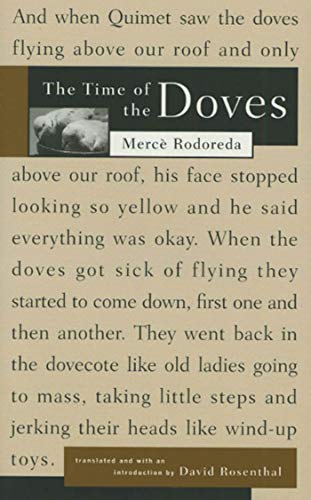 And when Quimet saw the doves
flying above our roof and only
The Time of
the Doves
Mercè Rodoreda
above our roof, his face stopped
looking so yellow and he said
everything was okay. When the
doves got sick of flying they
started to come down, first one and
then another. They went back in
the dovecote like old ladies going
to mass, taking little steps and
jerking their heads like wind-up
toys.
translated and with an
introduction by David Rosenthal